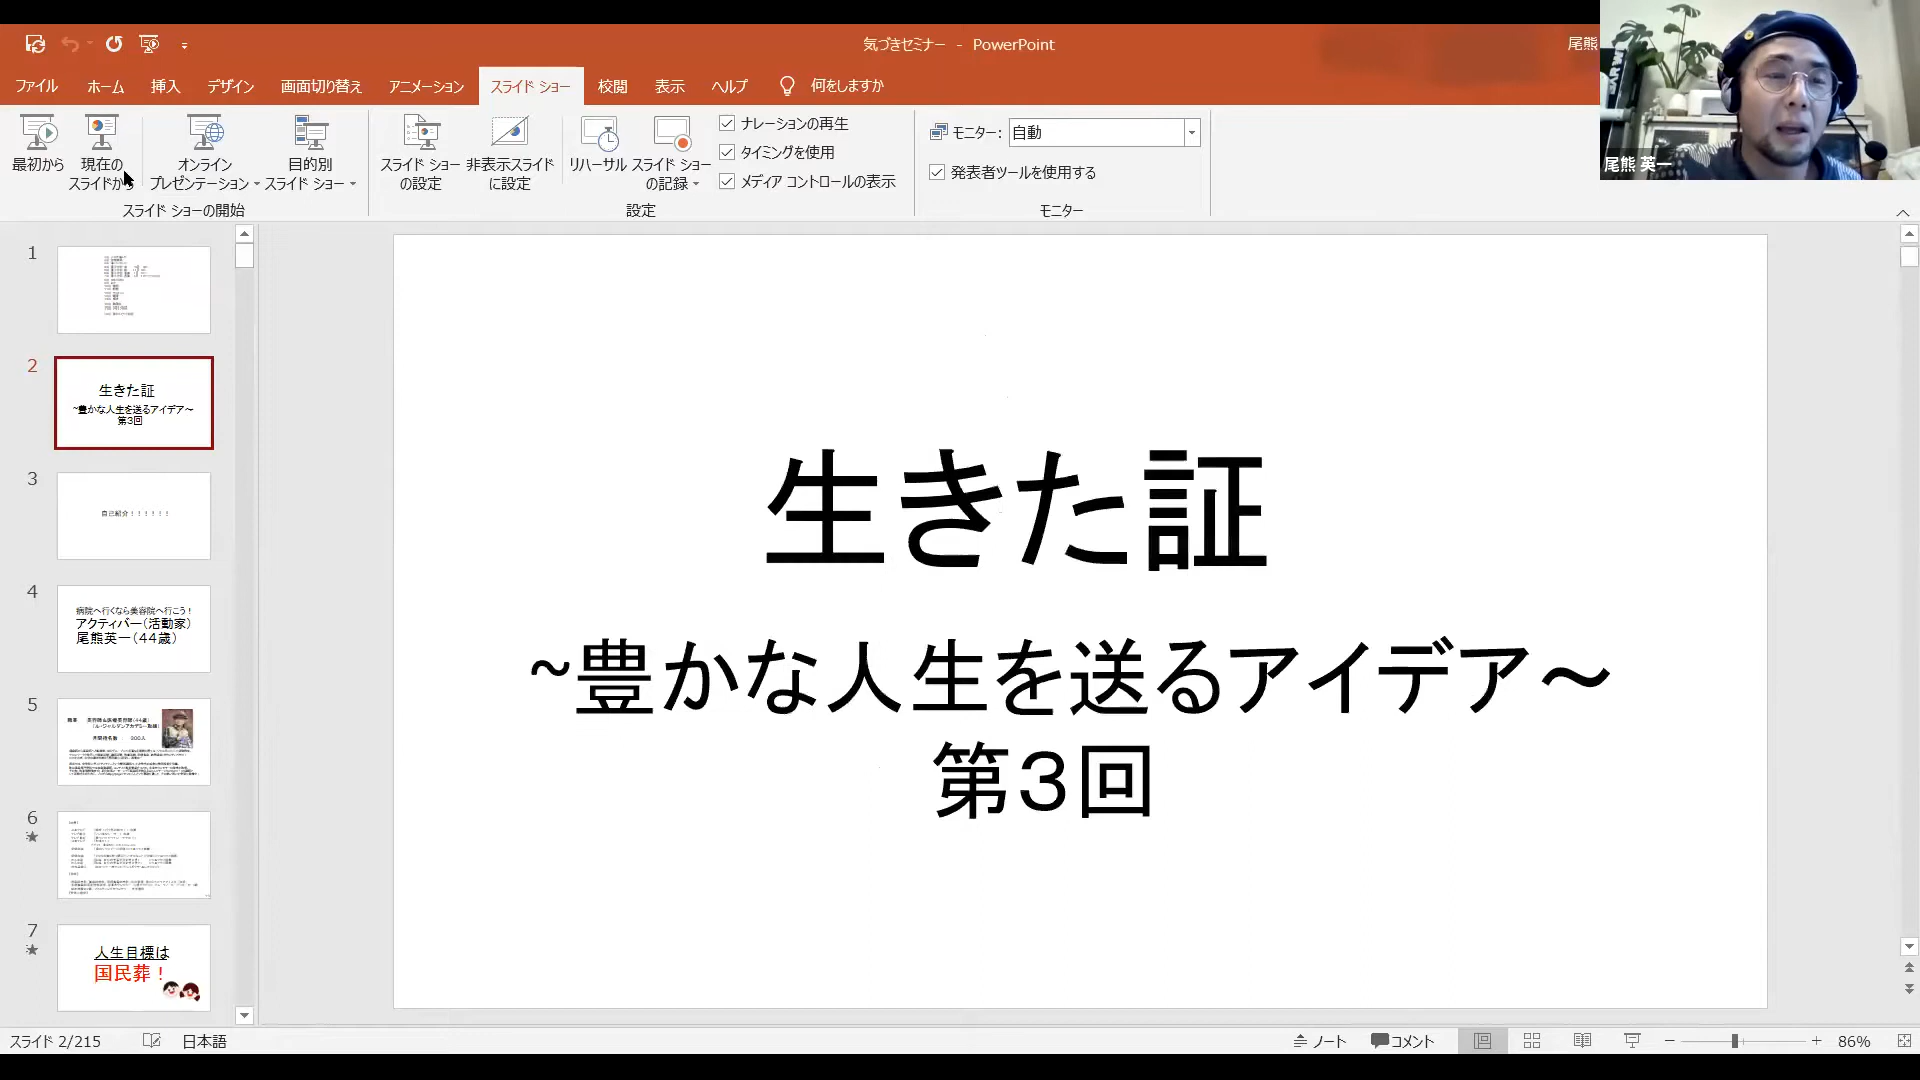 気づきセミナー - PowerPoint
尾熊
ファイル ホーム 挿入 デザイン 画面切り替え アニメーション スライド ショー 校閲 表示 ヘルプ 何をしますか
最初から
現在の
スライドから
オンライン
プレゼンテーション
目的別
スライド ショー
スライド ショーの開始
スライド ショー
の設定
非表示スライド
に設定
リハーサル
スライド ショー
の記録
ナレーションの再生
タイミングを使用
メディア コントロールの表示
設定
モニター: 自動
発表者ツールを使用する
モニター
尾熊 英一
1
2
生きた証
~豊かな人生を送るアイデア～
第3回
3
自己紹介！！！！！！
4
病院へ行くなら美容院へ行こう！
アクティバー（活動家）
尾熊英一（４４歳）
5
6
7
人生目標は
国民葬！
生きた証
~豊かな人生を送るアイデア～
第３回
スライド 2/215 日本語
ノート コメント 86%